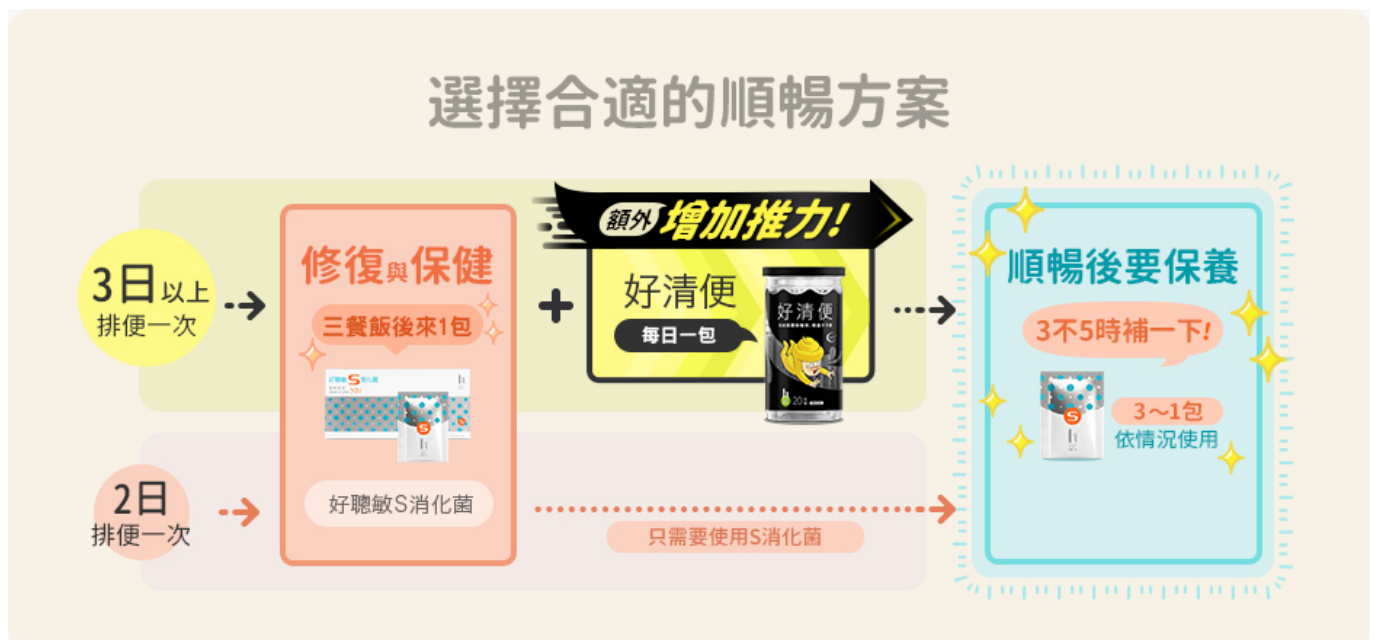 選擇合適的順暢方案
3日以上
排便一次
修復與保健
三餐飯後來1包
好聰敏S消化菌
額外增加推力!
好清便
每日一包
好清便
20
順暢後要保養
3不5時補一下!
3～1包
依情況使用
2日
排便一次
只需要使用S消化菌